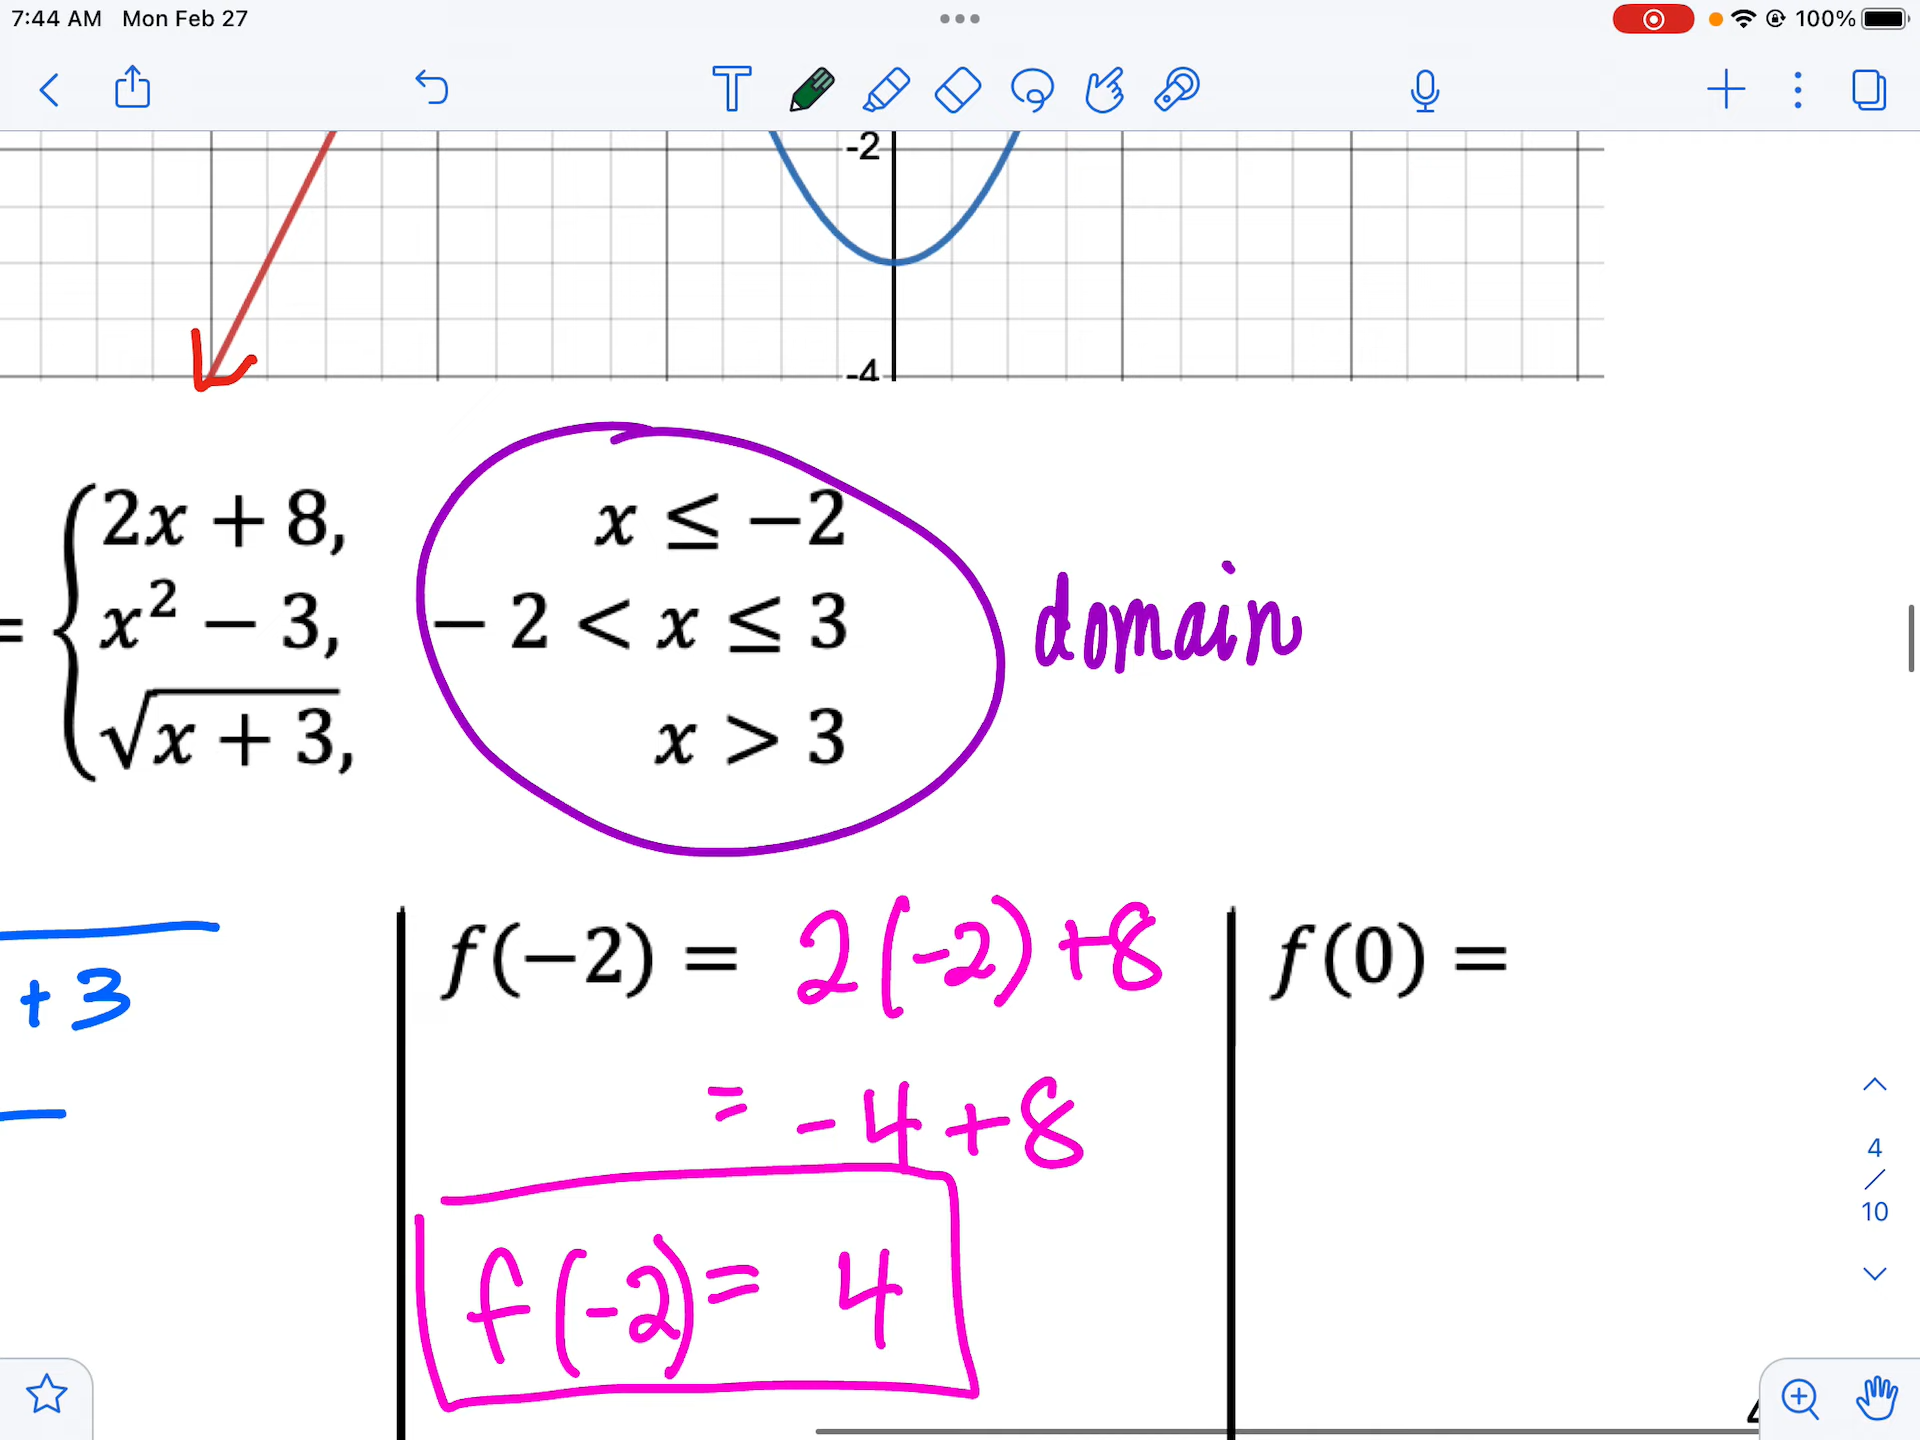 7:44 AM Mon Feb 27
100%
T
-2
-4
= { 2x + 8, x ≤ −2
x² − 3, − 2 < x ≤ 3
√x + 3, x > 3
domain
+ 3
f(−2) = 2(-2) +8
= -4 +8
f(-2) = 4
f(0) =
4
/
10